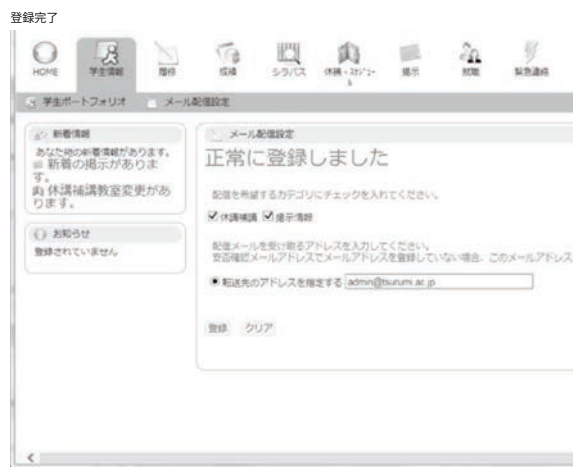 登録完了
HOME
学生情報
履修
成績
シラバス
休補・スケジュール
掲示
就職
緊急連絡
学生ポートフォリオ
メール配信設定
新着情報
あなた宛の新着情報があります。
新着の掲示がありま
す。
休講補講教室変更があ
ります。
お知らせ
登録されていません
メール配信設定
正常に登録しました
配信を希望するカテゴリにチェックを入れてください。
休講補講 掲示情報
配信メールを受け取るアドレスを入力してください。
安否確認メールアドレスでメールアドレスを登録していない場合、このメールアドレス
転送先のアドレスを指定する admin@tsurumi.ac.jp
登録 クリア